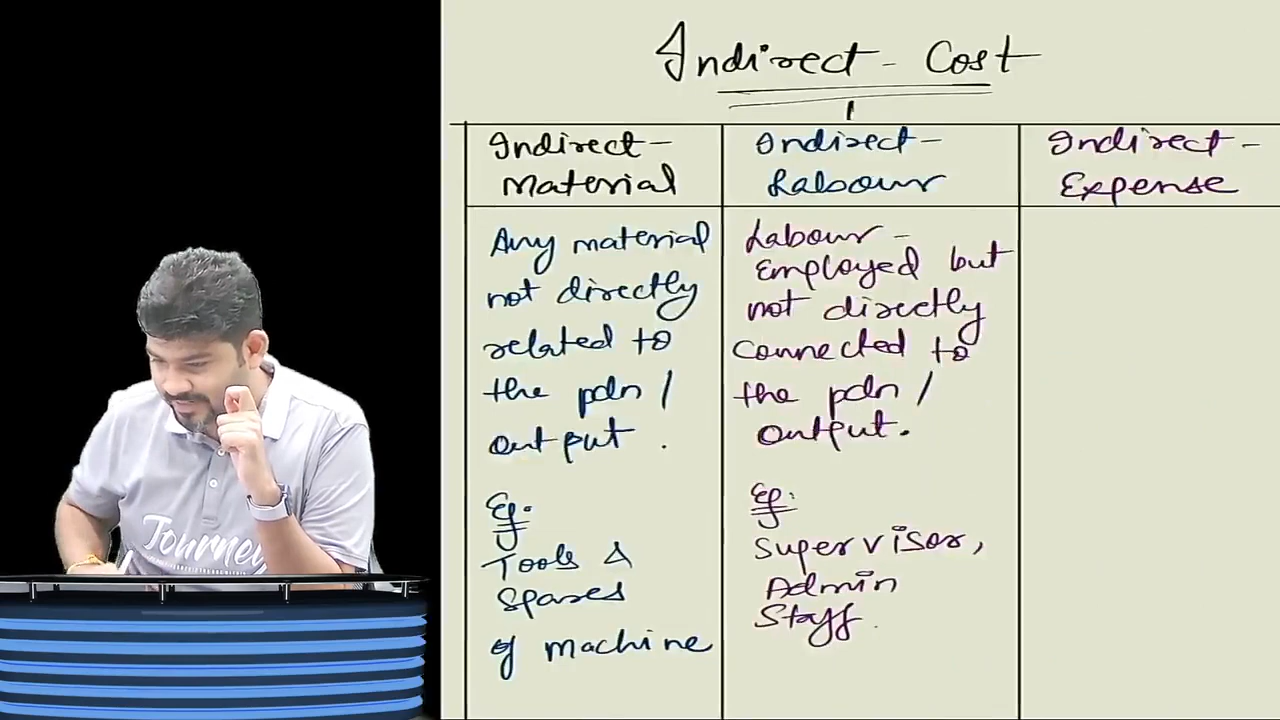 Indirect - Cost
Indirect -
Material
Any material
not directly
related to
the pdn /
output .
Eg.
Tools &
Spares
of machine
Indirect -
Labour
Labour -
Employed but
not directly
connected to
the pdn /
output.
Eg:
Supervisor,
Admin
Staff.
Indirect -
Expense
Journey